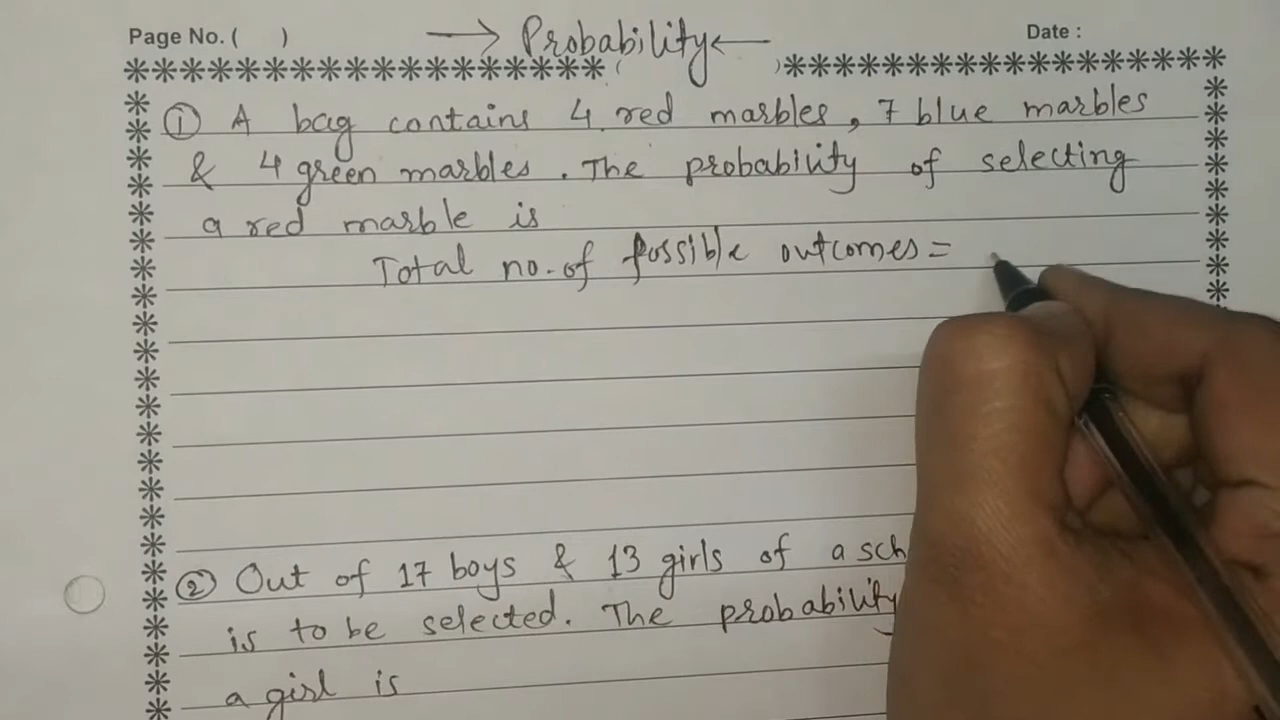 Page No. ( ) → Probability ← Date :
① A bag contains 4 red marbles, 7 blue marbles
& 4 green marbles. The probability of selecting
a red marble is
Total no. of possible outcomes =
② Out of 17 boys & 13 girls of a sch
is to be selected. The probability
a girl is